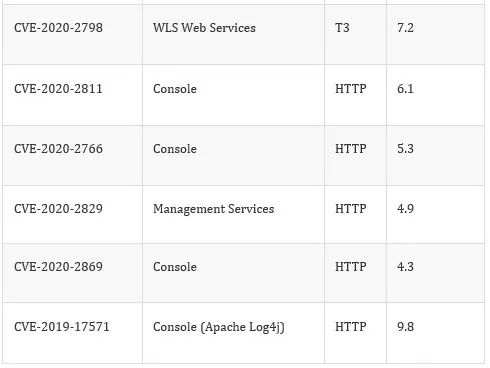 CVE-2020-2798 WLS Web Services T3 7.2
CVE-2020-2811 Console HTTP 6.1
CVE-2020-2766 Console HTTP 5.3
CVE-2020-2829 Management Services HTTP 4.9
CVE-2020-2869 Console HTTP 4.3
CVE-2019-17571 Console (Apache Log4j) HTTP 9.8